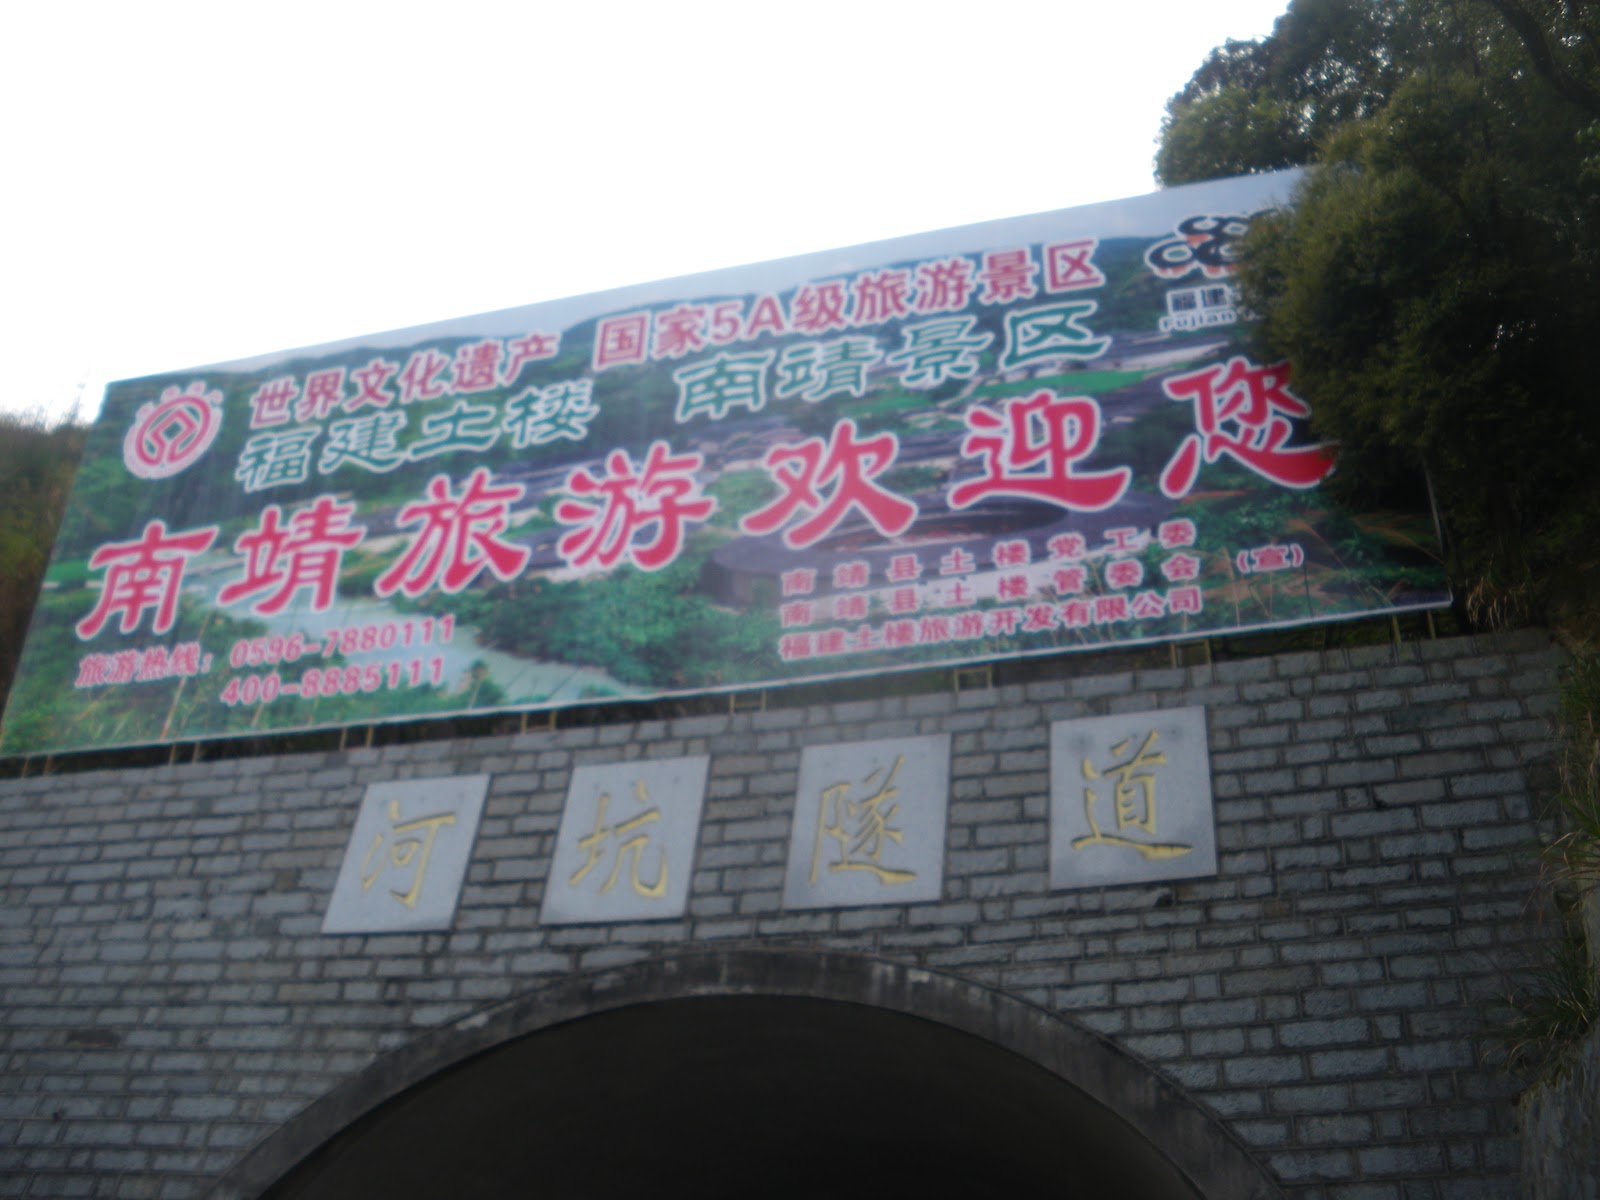 世界文化遗产 国家5A级旅游景区
福建土楼 南靖景区
福建
Fujian
南靖旅游欢迎您
旅游热线：0596-7880111
400-8885111
南靖县土楼党工委
南靖县土楼管委会（宣）
福建土楼旅游开发有限公司
河坑隧道